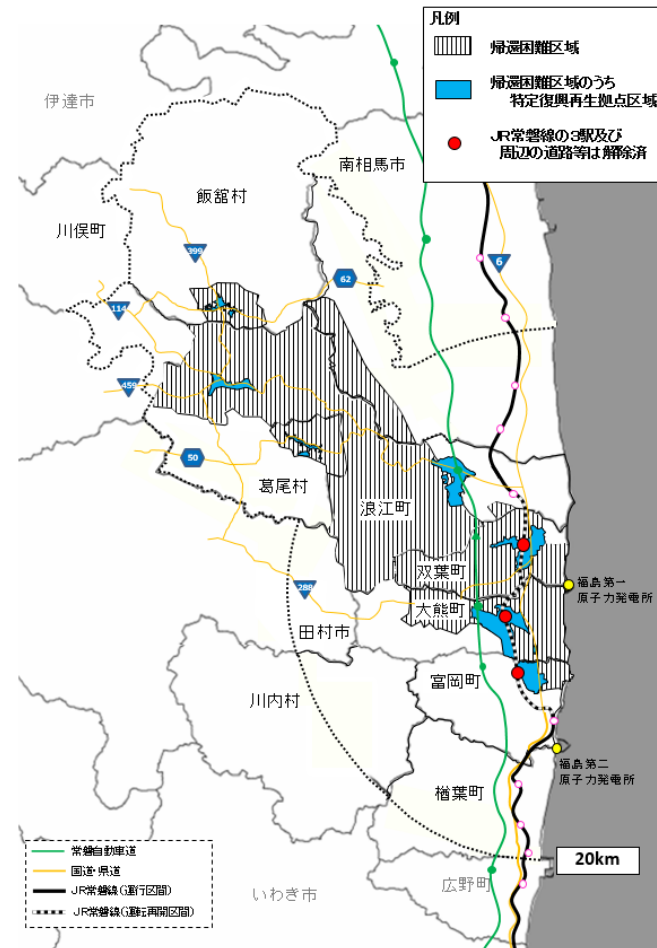 凡例
帰還困難区域
帰還困難区域のうち
特定復興再生拠点区域
JR常磐線の3駅及び
周辺の道路等は解除済
伊達市
南相馬市
飯舘村
川俣町
399
62
6
114
459
50
葛尾村
浪江町
双葉町
福島第一
原子力発電所
288
大熊町
田村市
富岡町
川内村
福島第二
原子力発電所
楢葉町
20km
広野町
いわき市
常磐自動車道
国道・県道
JR常磐線(運行区間)
JR常磐線(運転再開区間)